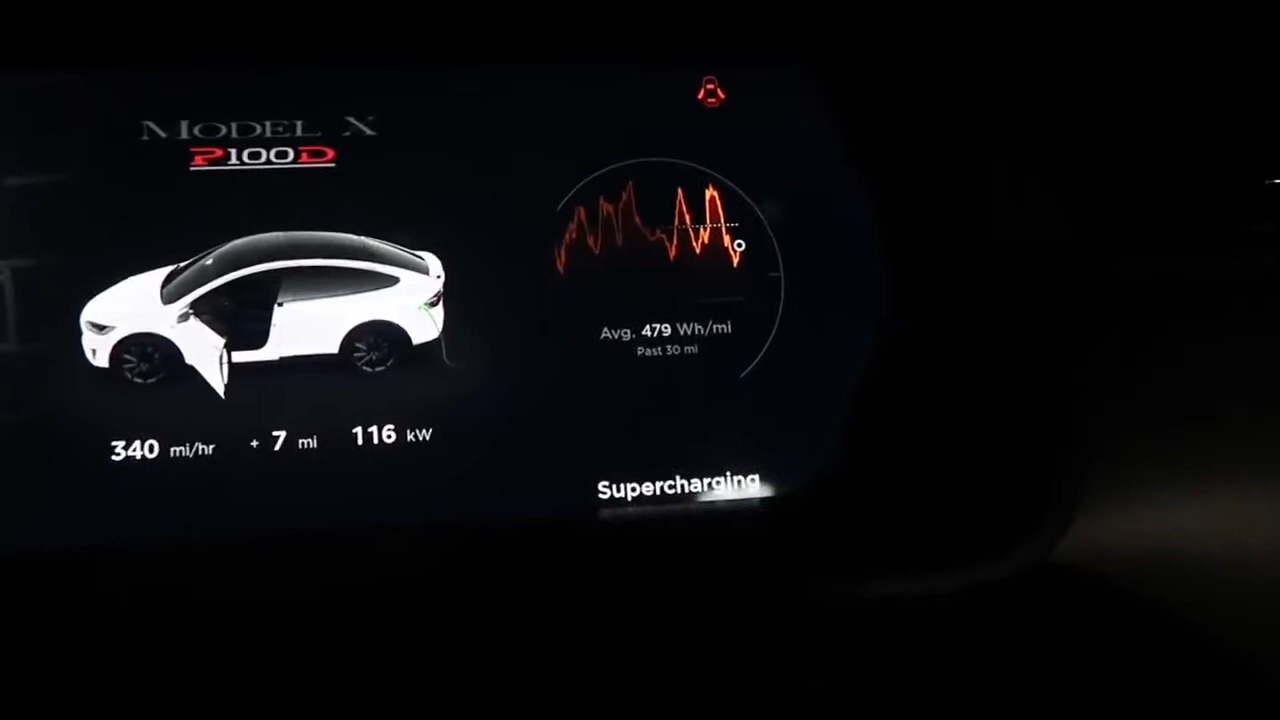 MODEL X
P100D
Avg. 479 Wh/mi
Past 30 mi
340 mi/hr + 7 mi 116 kW
Supercharging